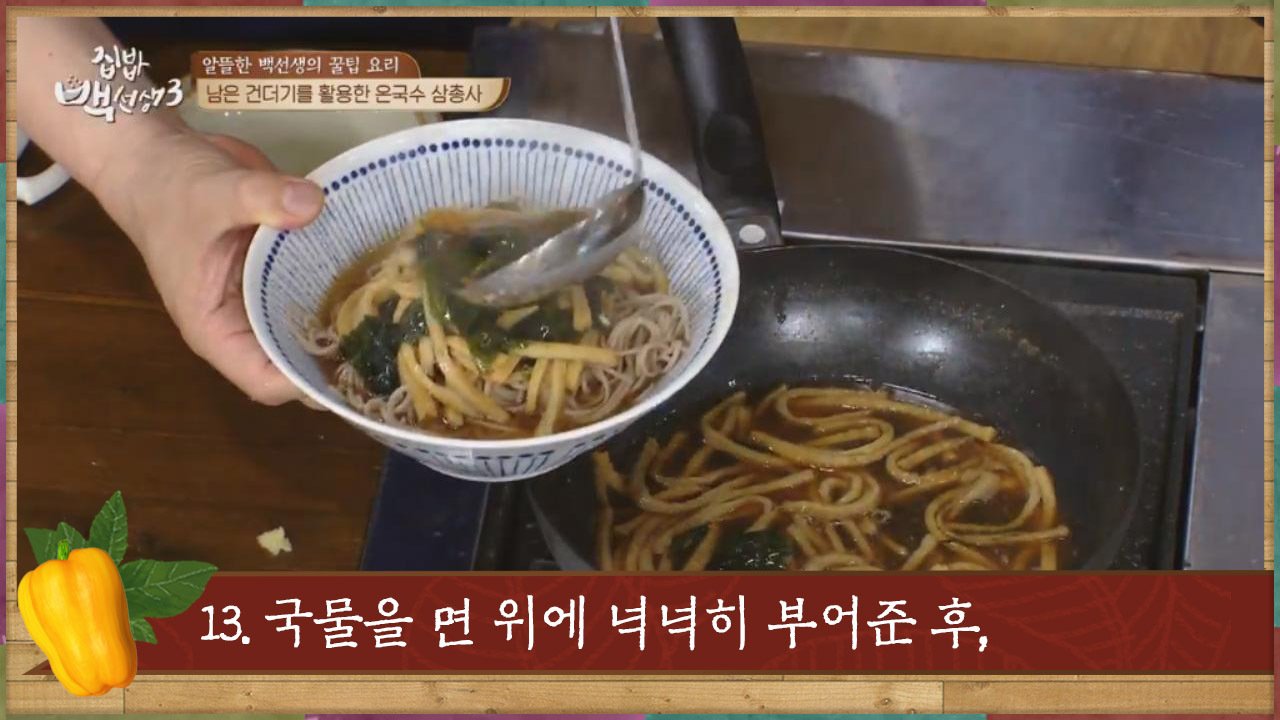 집밥
백선생3
알뜰한 백선생의 꿀팁 요리
남은 건더기를 활용한 온국수 삼총사
13. 국물을 면 위에 넉넉히 부어준 후,